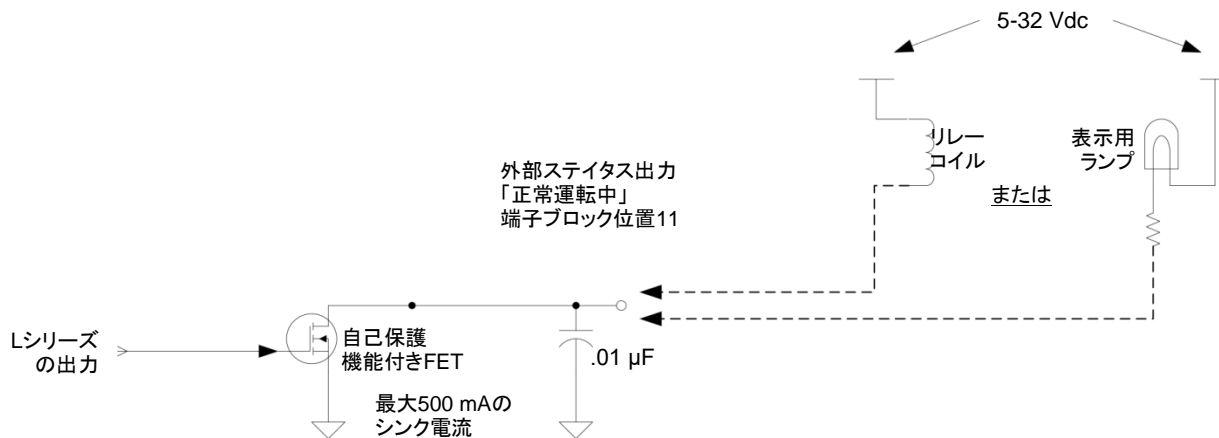 5-32 Vdc
リレー
コイル
または
表示用
ランプ
外部ステイタス出力
「正常運転中」
端子ブロック位置11
Lシリーズ
の出力
自己保護
機能付きFET
.01 µF
最大500 mAの
シンク電流